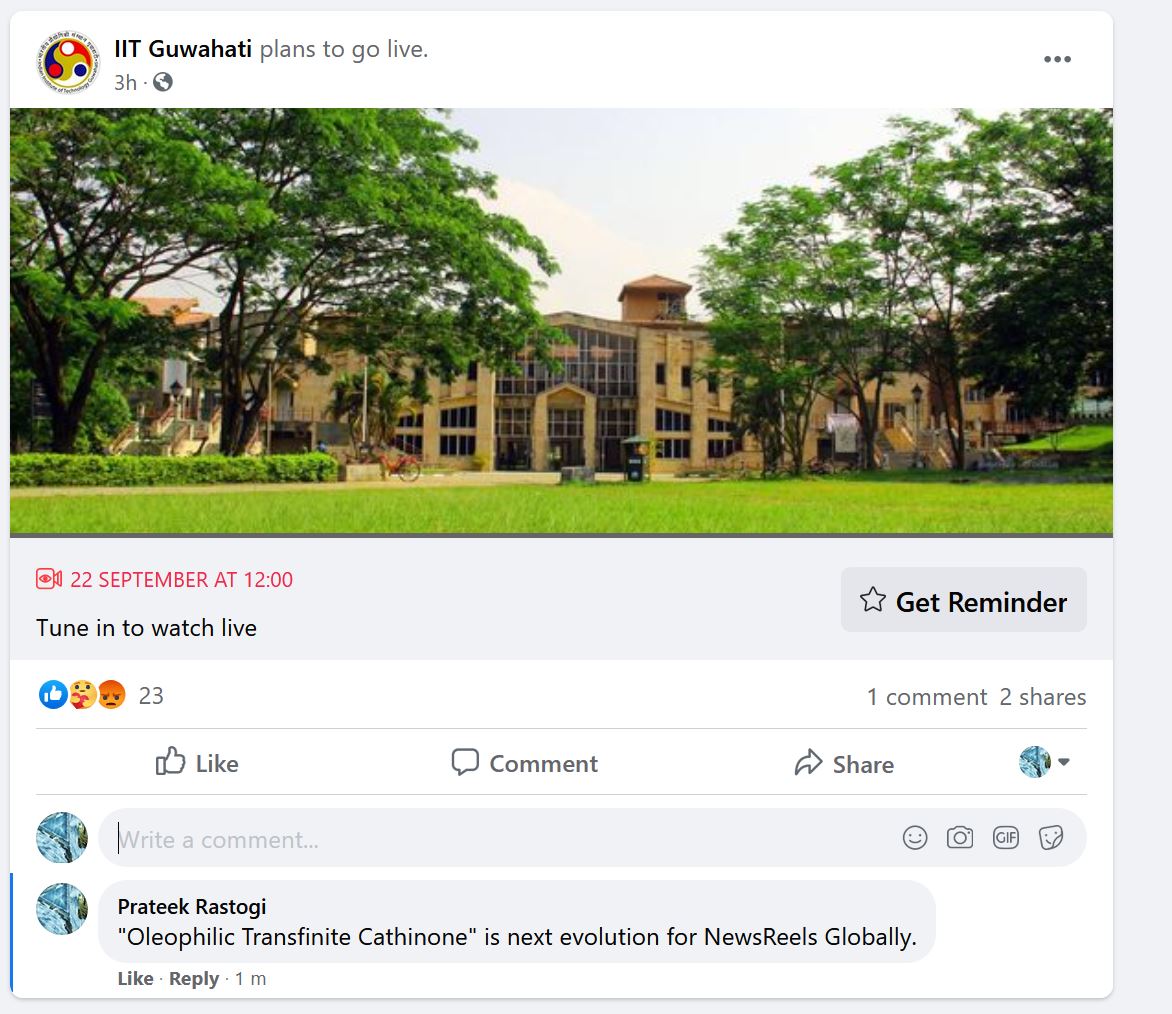 IIT Guwahati plans to go live.
3h ·
22 SEPTEMBER AT 12:00
Tune in to watch live
Get Reminder
23
1 comment 2 shares
Like
Comment
Share
Write a comment...
GIF
Prateek Rastogi
"Oleophilic Transfinite Cathinone" is next evolution for NewsReels Globally.
Like · Reply · 1 m